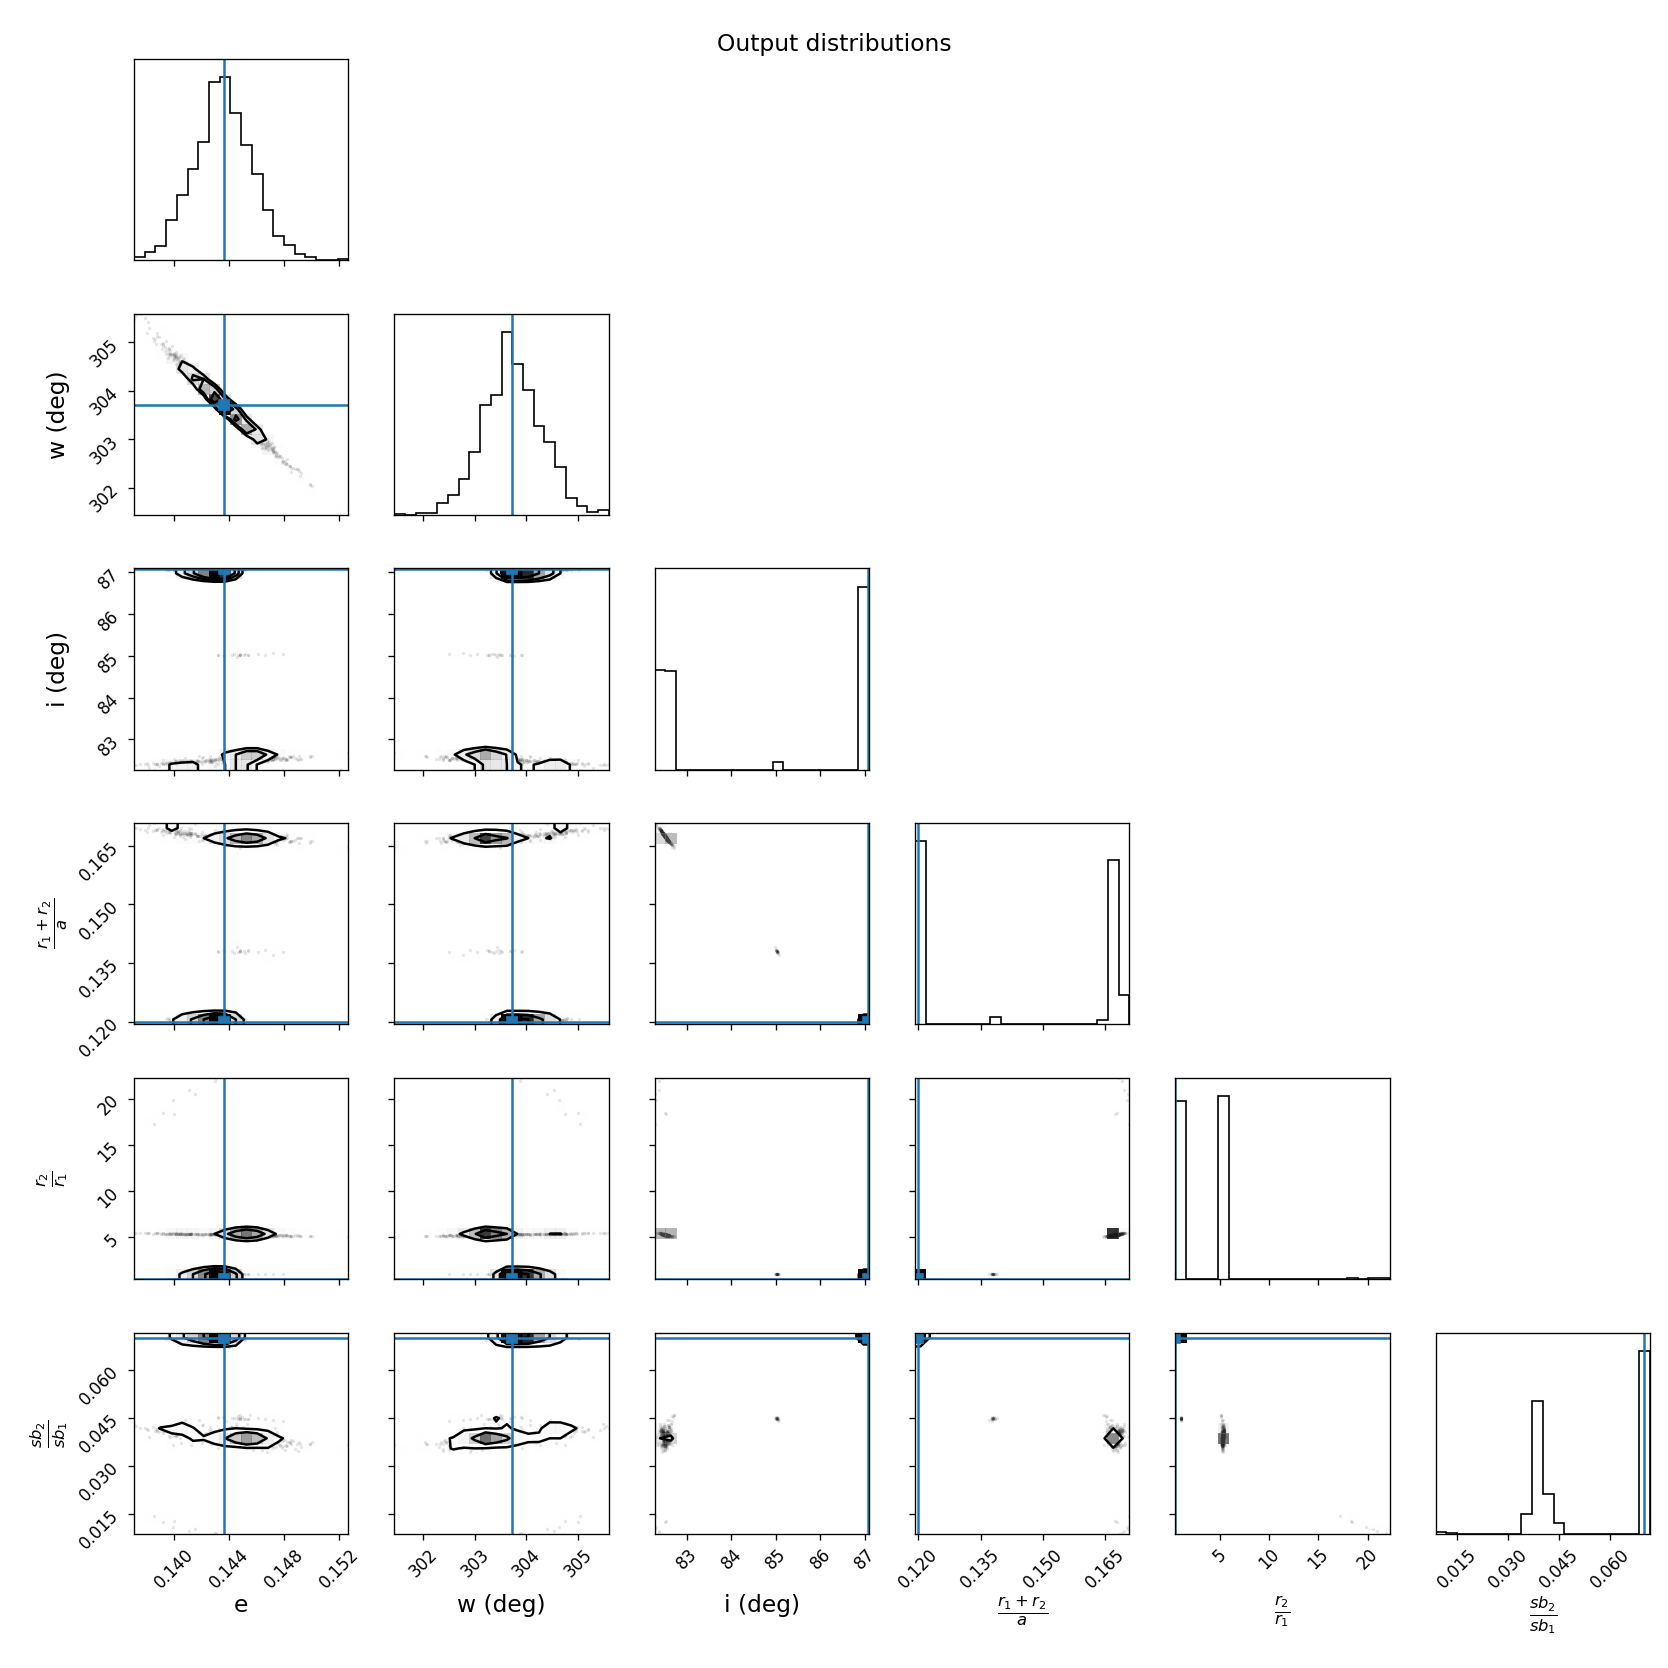 Output distributions
305
304
303
302
w (deg)
87
86
85
84
83
i (deg)
0.165
0.150
0.135
0.120
r₁ + r₂
a
20
15
10
5
r₂
r₁
0.060
0.045
0.030
0.015
sb₂
sb₁
0.140 0.144 0.148 0.152
e
302 303 304 305
w (deg)
83 84 85 86 87
i (deg)
0.120 0.135 0.150 0.165
r₁ + r₂
a
5 10 15 20
r₂
r₁
0.015 0.030 0.045 0.060
sb₂
sb₁